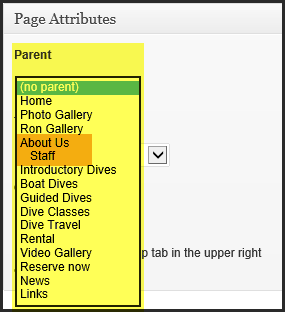 Page Attributes
Parent
(no parent)
Home
Photo Gallery
Ron Gallery
About Us
Staff
Introductory Dives
Boat Dives
Guided Dives
Dive Classes
Dive Travel
Rental
Video Gallery
p tab in the upper right
Reserve now
News
Links